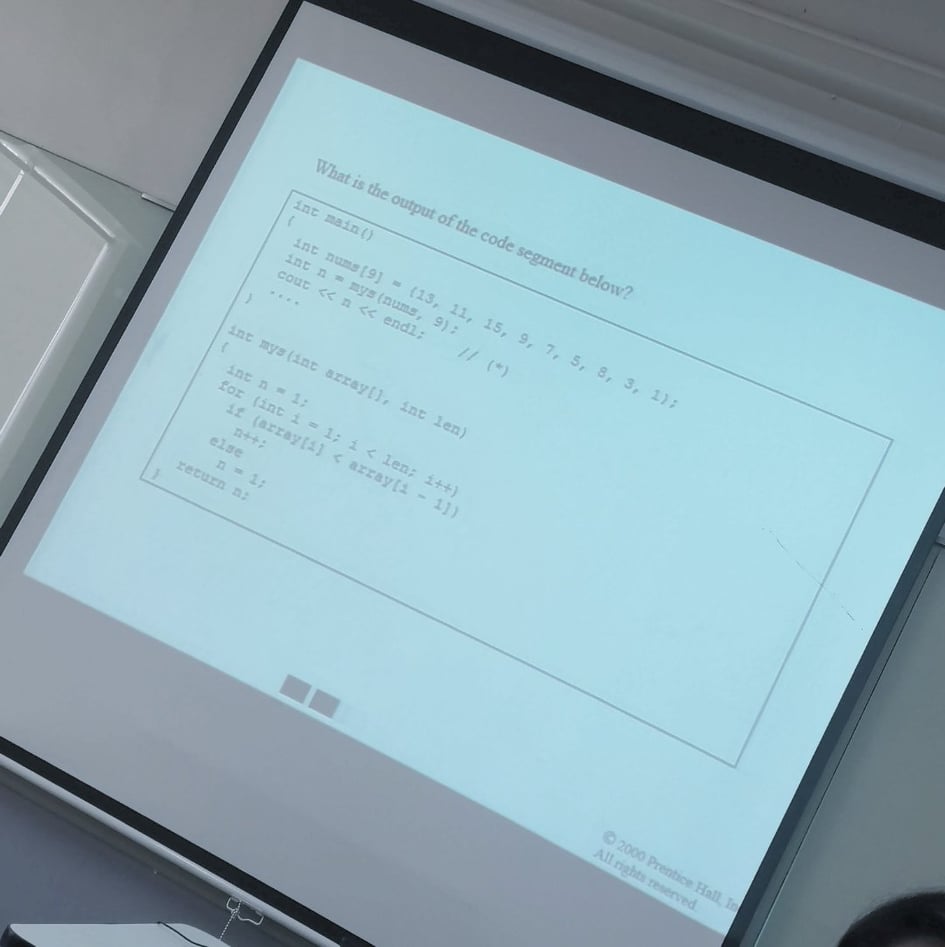 What is the output of the code segment below?
int main()
{
int nums[9] = {13, 11, 15, 9, 7, 5, 8, 3, 1};
int n = mys(nums, 9);
cout << n << endl; // (*)
....
}
int mys(int array[], int len)
{
int n = 1;
for (int i = 1; i < len; i++)
if (array[i] < array[i - 1])
n++;
else
n = 1;
return n;
}
© 2000 Prentice Hall, In
All rights reserved.